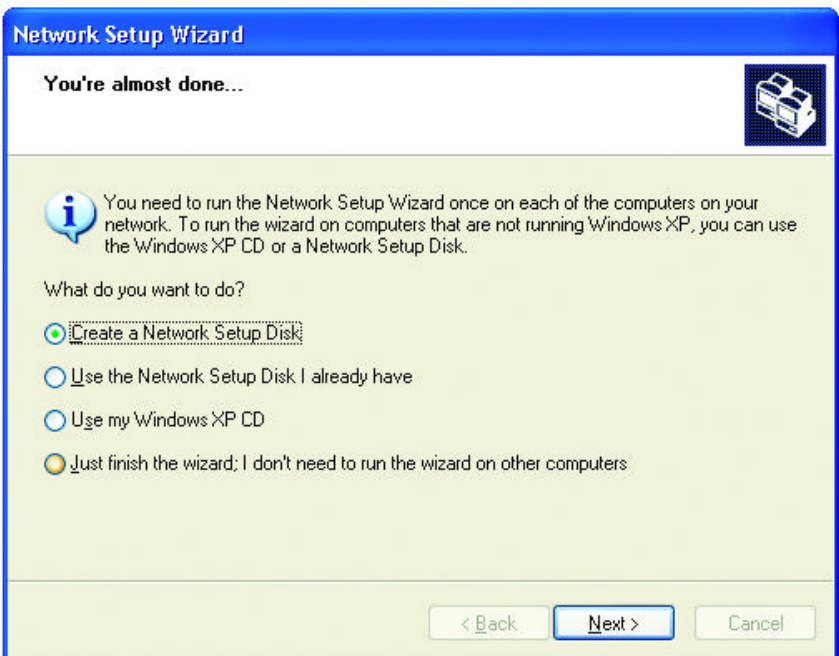 Network Setup Wizard
You're almost done...
You need to run the Network Setup Wizard once on each of the computers on your
network. To run the wizard on computers that are not running Windows XP, you can use
the Windows XP CD or a Network Setup Disk.
What do you want to do?
Create a Network Setup Disk
Use the Network Setup Disk I already have
Use my Windows XP CD
Just finish the wizard; I don't need to run the wizard on other computers
< Back
Next >
Cancel